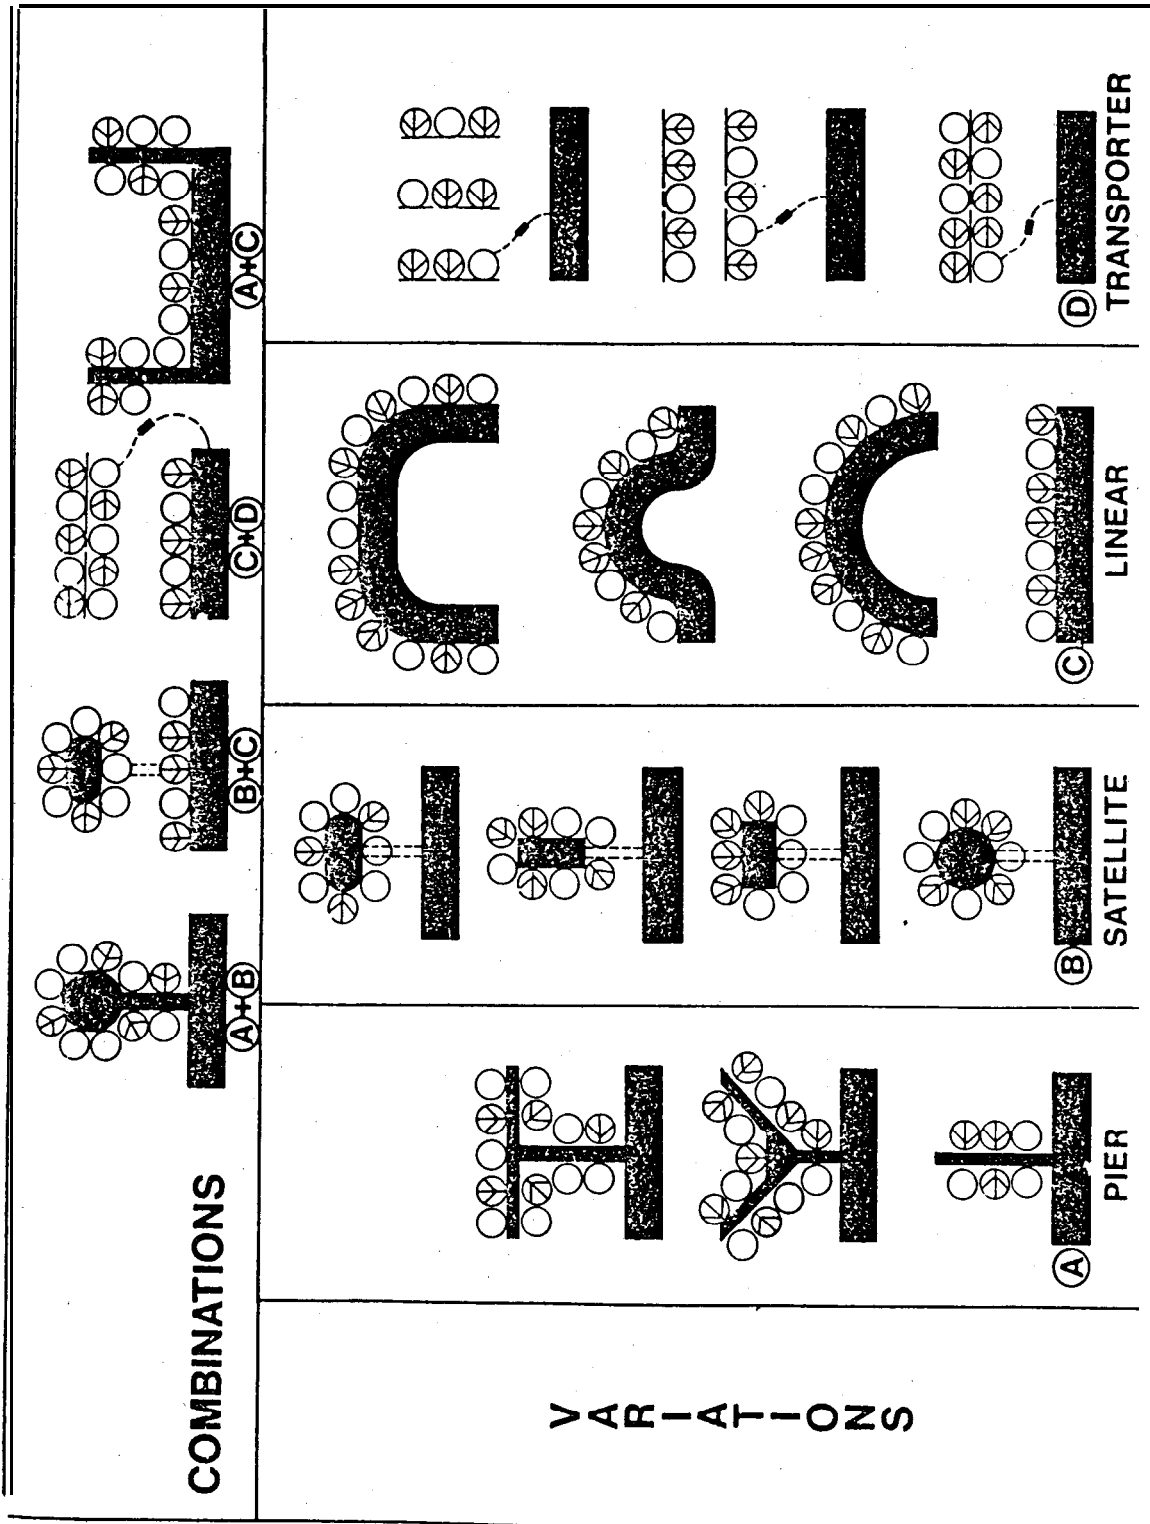 COMBINATIONS
A+B
B+C
C+D
A+C
VARIATIONS
A
PIER
B
SATELLITE
C
LINEAR
D
TRANSPORTER